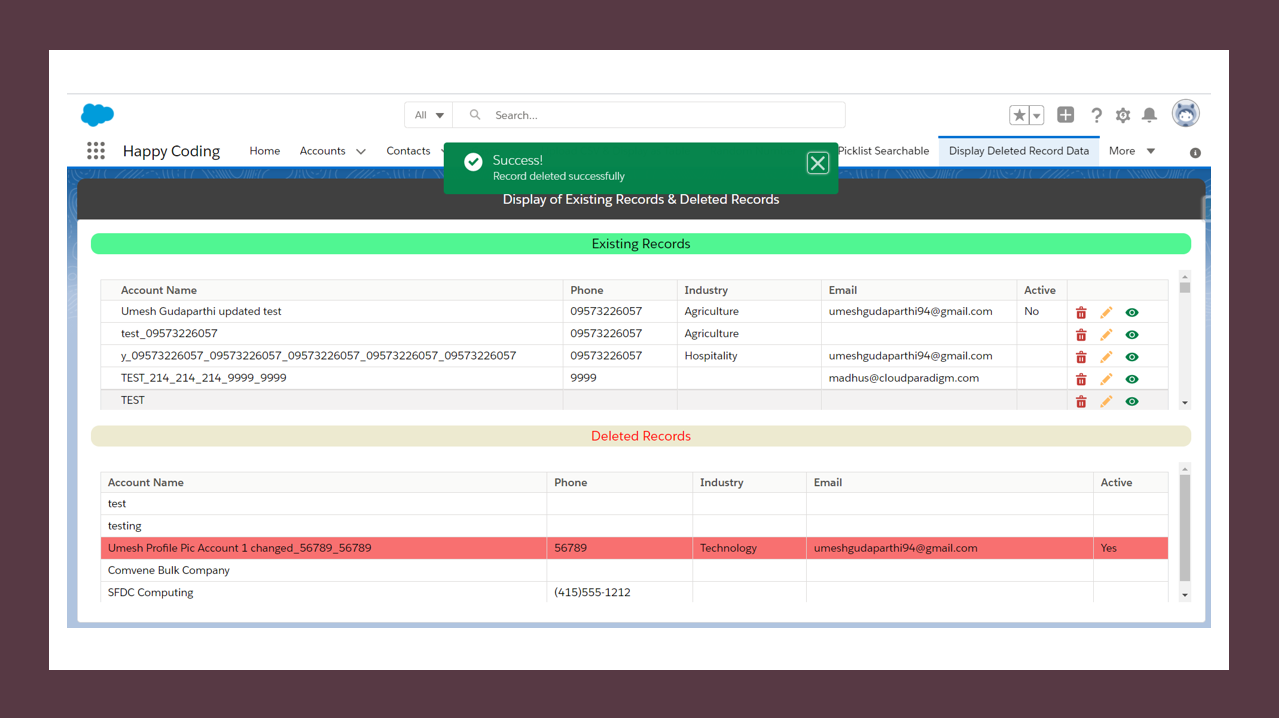 All Search...
Happy Coding Home Accounts Contacts Picklist Searchable Display Deleted Record Data More
Success!
Record deleted successfully
Display of Existing Records & Deleted Records
Existing Records
Account Name Phone Industry Email Active
Umesh Gudaparthi updated test 09573226057 Agriculture umeshgudaparthi94@gmail.com No
test_09573226057 09573226057 Agriculture
y_09573226057_09573226057_09573226057_09573226057_09573226057 09573226057 Hospitality umeshgudaparthi94@gmail.com
TEST_214_214_214_9999_9999 9999 madhus@cloudparadigm.com
TEST
Deleted Records
Account Name Phone Industry Email Active
test
testing
Umesh Profile Pic Account 1 changed_56789_56789 56789 Technology umeshgudaparthi94@gmail.com Yes
Comvene Bulk Company
SFDC Computing (415)555-1212